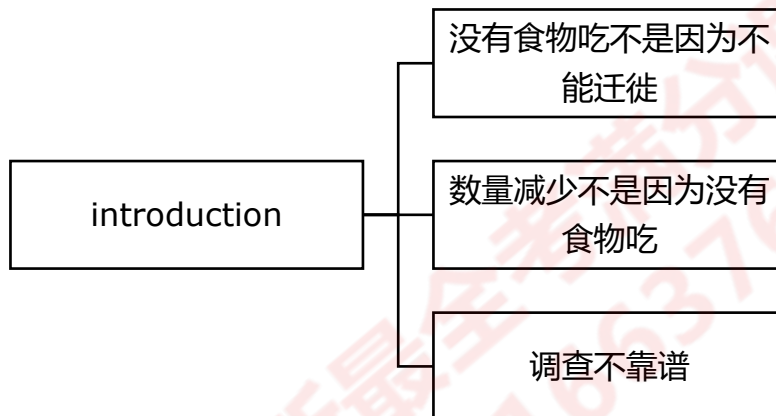 没有食物吃不是因为不
能迁徙
introduction
数量减少不是因为没有
食物吃
调查不靠谱